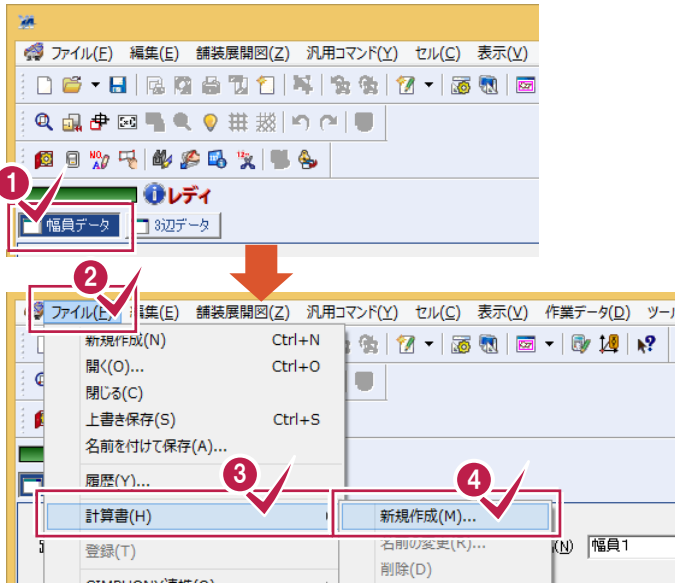 ファイル(F) 編集(E) 舗装展開図(Z) 汎用コマンド(Y) セル(C) 表示(V)
1
レディ
幅員データ 3辺データ
2
ファイル(F) 編集(E) 舗装展開図(Z) 汎用コマンド(Y) セル(C) 表示(V) 作業データ(D) ツール
新規作成(N) Ctrl+N
開く(O)... Ctrl+O
閉じる(C)
上書き保存(S) Ctrl+S
名前を付けて保存(A)...
履歴(Y)...
3
4
計算書(H) 新規作成(M)...
登録(T) 名前の変更(R)... (N) 幅員1
削除(D)